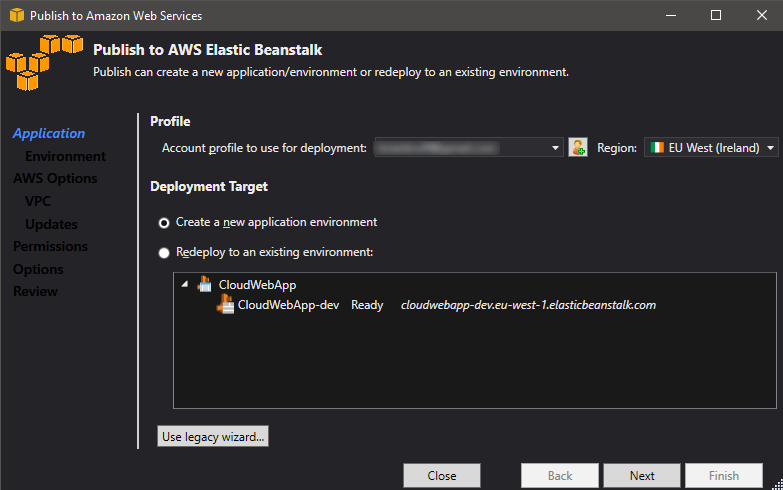 Publish to Amazon Web Services
Publish to AWS Elastic Beanstalk
Publish can create a new application/environment or redeploy to an existing environment.
Application
Environment
AWS Options
VPC
Updates
Permissions
Options
Review
Profile
Account profile to use for deployment:
Region: EU West (Ireland)
Deployment Target
Create a new application environment
Redeploy to an existing environment:
CloudWebApp
CloudWebApp-dev Ready cloudwebapp-dev.eu-west-1.elasticbeanstalk.com
Use legacy wizard...
Close Back Next Finish